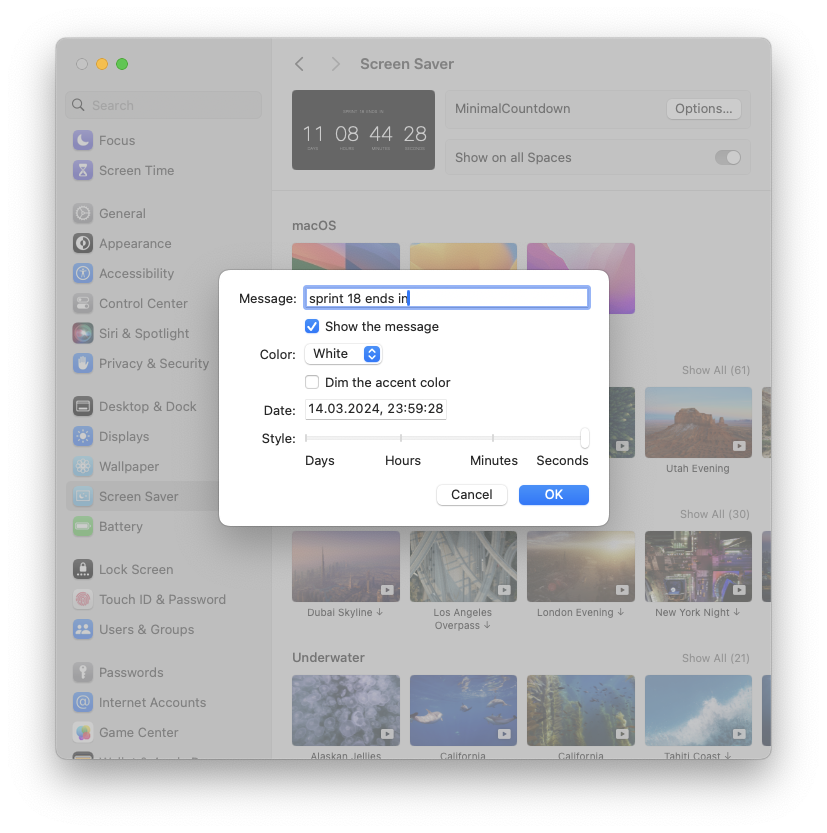 Screen Saver
Search
Focus
Screen Time
General
Appearance
Accessibility
Control Center
Siri & Spotlight
Privacy & Security
Desktop & Dock
Displays
Wallpaper
Screen Saver
Battery
Lock Screen
Touch ID & Password
Users & Groups
Passwords
Internet Accounts
Game Center
SPRINT 18 ENDS IN
11 08 44 28
DAYS HOURS MINUTES SECONDS
MinimalCountdown
Options...
Show on all Spaces
macOS
Message: sprint 18 ends in
Show the message
Color: White
Dim the accent color
Date: 14.03.2024, 23:59:28
Style:
Days Hours Minutes Seconds
Cancel OK
Show All (61)
Utah Evening
Show All (30)
Dubai Skyline ↓
Los Angeles
Overpass ↓
London Evening ↓
New York Night ↓
Underwater
Show All (21)
Alaskan Jellies
California
California
Tahiti Coast ↓